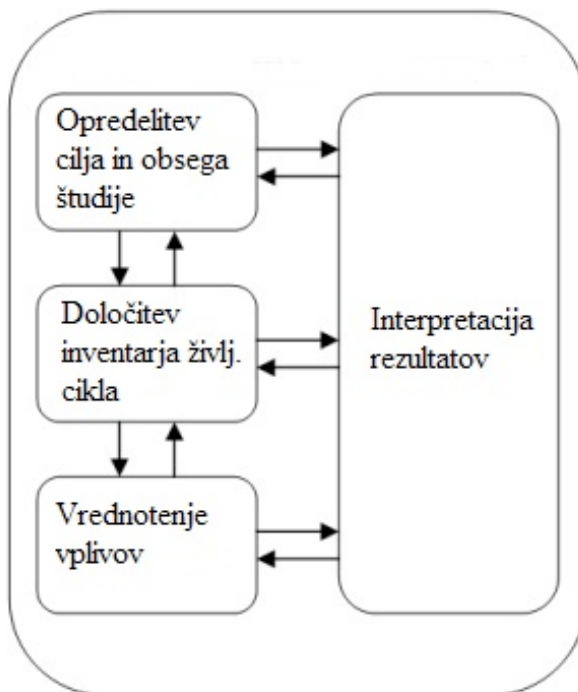 Opredelitev
cilja in obsega
študije
Določitev
inventarja življ.
cikla
Vrednotenje
vplivov
Interpretacija
rezultatov